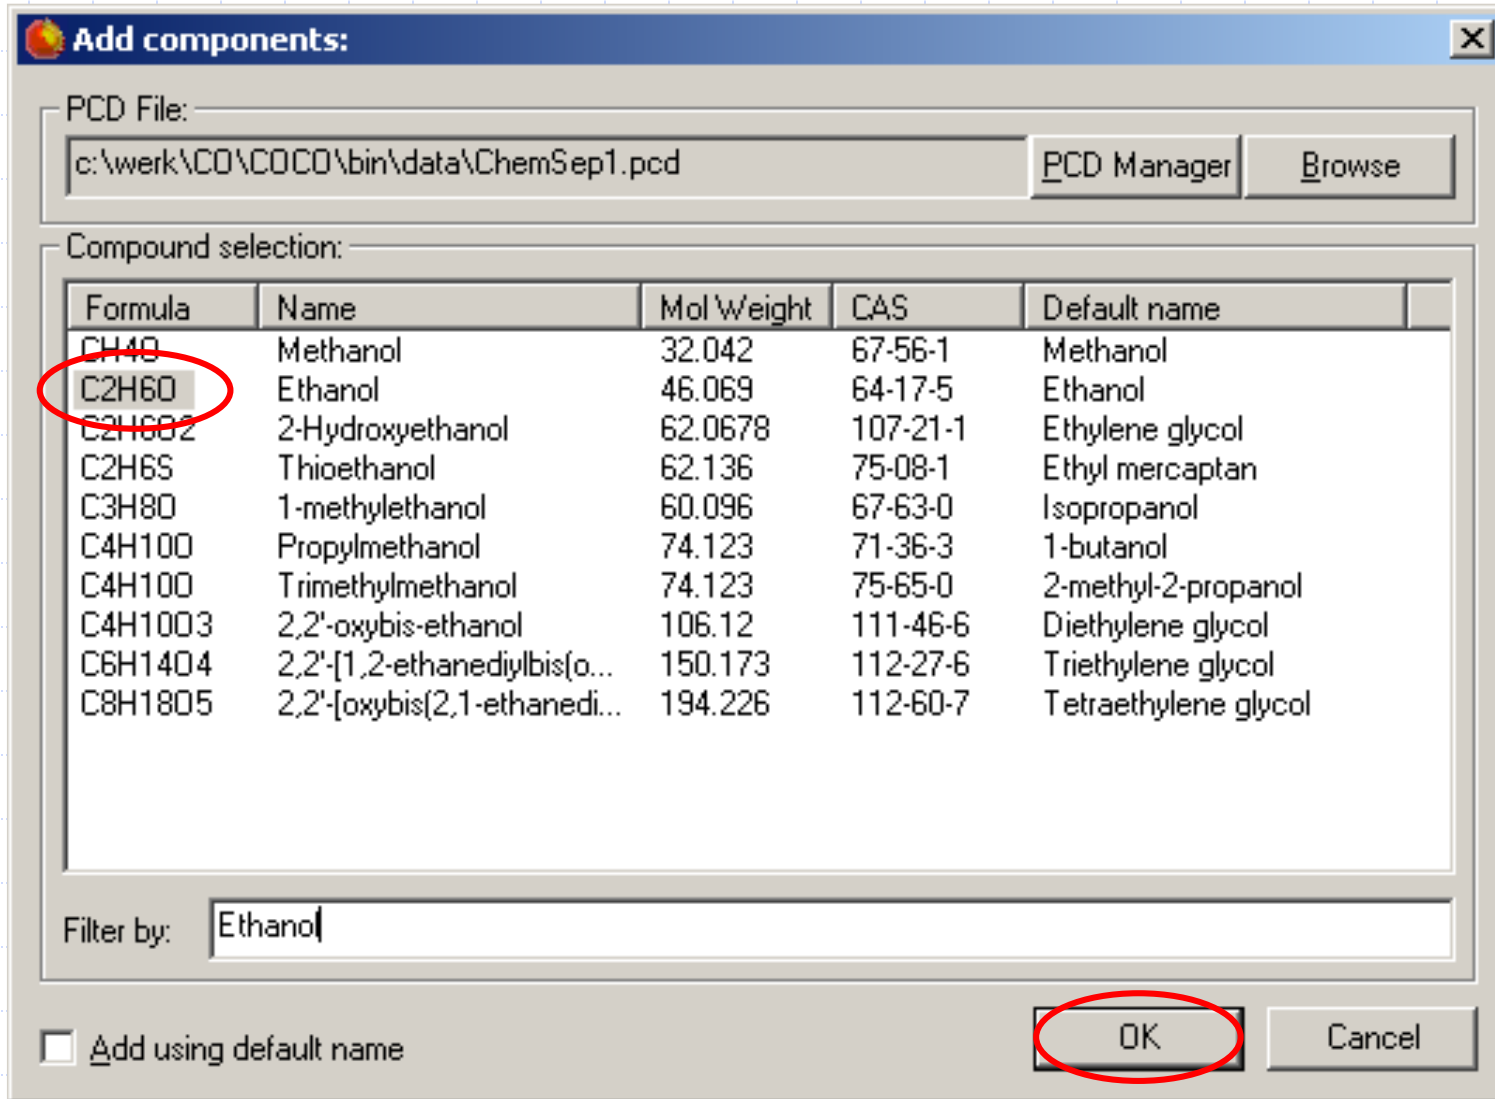 Add components:
PCD File:
c:\werk\CO\COCO\bin\data\ChemSep1.pcd PCD Manager Browse
Compound selection:
Formula Name Mol Weight CAS Default name
CH4O Methanol 32.042 67-56-1 Methanol
C2H6O Ethanol 46.069 64-17-5 Ethanol
C2H6O2 2-Hydroxyethanol 62.0678 107-21-1 Ethylene glycol
C2H6S Thioethanol 62.136 75-08-1 Ethyl mercaptan
C3H8O 1-methylethanol 60.096 67-63-0 Isopropanol
C4H10O Propylmethanol 74.123 71-36-3 1-butanol
C4H10O Trimethylmethanol 74.123 75-65-0 2-methyl-2-propanol
C4H10O3 2,2'-oxybis-ethanol 106.12 111-46-6 Diethylene glycol
C6H14O4 2,2'-[1,2-ethanediylbis(o... 150.173 112-27-6 Triethylene glycol
C8H18O5 2,2'-[oxybis(2,1-ethanedi... 194.226 112-60-7 Tetraethylene glycol
Filter by: Ethanol
Add using default name OK Cancel